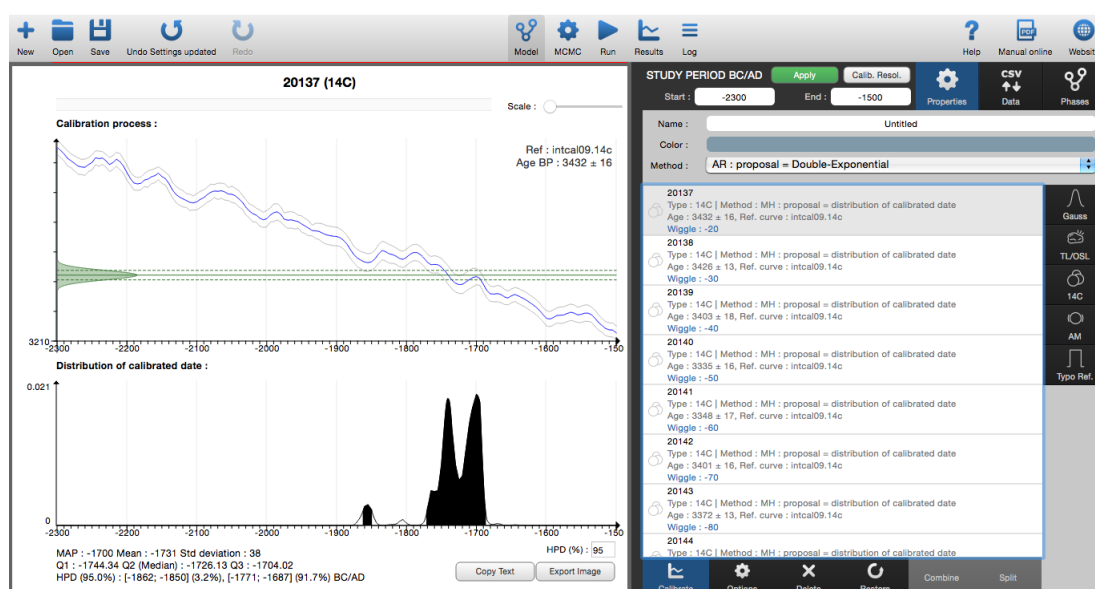 New Open Save Undo Settings updated Redo Model MCMC Run Results Log Help Manual online Websit
20137 (14C)
Scale :
Calibration process :
Ref : intcal09.14c
Age BP : 3432 ± 16
3210
-2300 -2200 -2100 -2000 -1900 -1800 -1700 -1600 -150
Distribution of calibrated date :
0.021
0
-2300 -2200 -2100 -2000 -1900 -1800 -1700 -1600 -150
MAP : -1700 Mean : -1731 Std deviation : 38
Q1 : -1744.34 Q2 (Median) : -1726.13 Q3 : -1704.02
HPD (95.0%) : [-1862; -1850] (3.2%), [-1771; -1687] (91.7%) BC/AD
HPD (%) : 95
Copy Text Export Image
STUDY PERIOD BC/AD Apply Calib. Resol.
Start : -2300 End : -1500
Properties
CSV
Data
Phases
Name : Untitled
Color :
Method : AR : proposal = Double-Exponential
20137
Type : 14C | Method : MH : proposal = distribution of calibrated date
Age : 3432 ± 16, Ref. curve : intcal09.14c
Wiggle : -20
20138
Type : 14C | Method : MH : proposal = distribution of calibrated date
Age : 3426 ± 13, Ref. curve : intcal09.14c
Wiggle : -30
20139
Type : 14C | Method : MH : proposal = distribution of calibrated date
Age : 3403 ± 18, Ref. curve : intcal09.14c
Wiggle : -40
20140
Type : 14C | Method : MH : proposal = distribution of calibrated date
Age : 3335 ± 16, Ref. curve : intcal09.14c
Wiggle : -50
20141
Type : 14C | Method : MH : proposal = distribution of calibrated date
Age : 3348 ± 17, Ref. curve : intcal09.14c
Wiggle : -60
20142
Type : 14C | Method : MH : proposal = distribution of calibrated date
Age : 3401 ± 16, Ref. curve : intcal09.14c
Wiggle : -70
20143
Type : 14C | Method : MH : proposal = distribution of calibrated date
Age : 3372 ± 13, Ref. curve : intcal09.14c
Wiggle : -80
20144
Type : 14C | Method : MH : proposal = distribution of calibrated date
Gauss
TL/OSL
14C
AM
Typo Ref.
Calibrate Options Delete Restore Combine Split